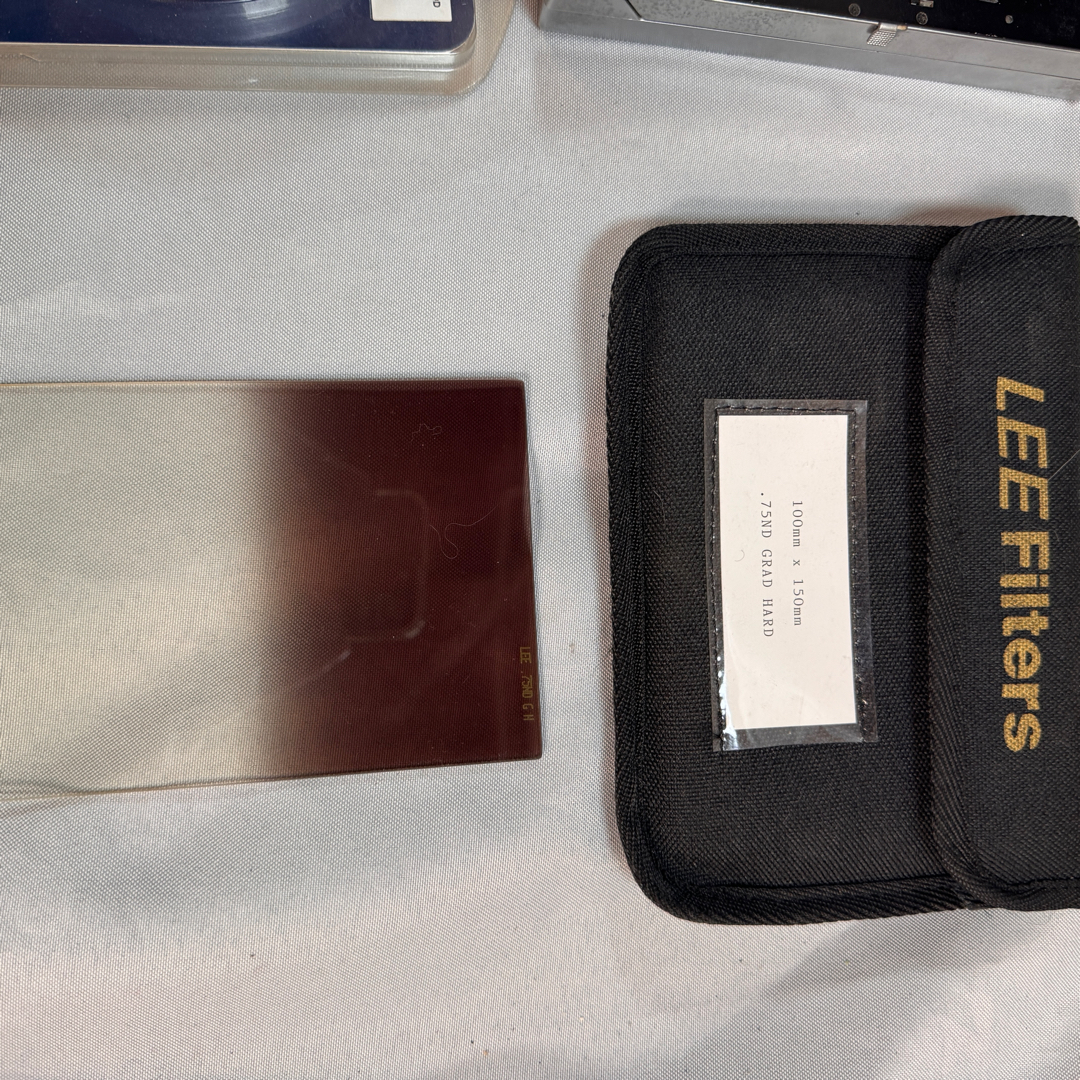 LEE Filters
100mm x 150mm
.75ND GRAD HARD
LEE .75ND G H